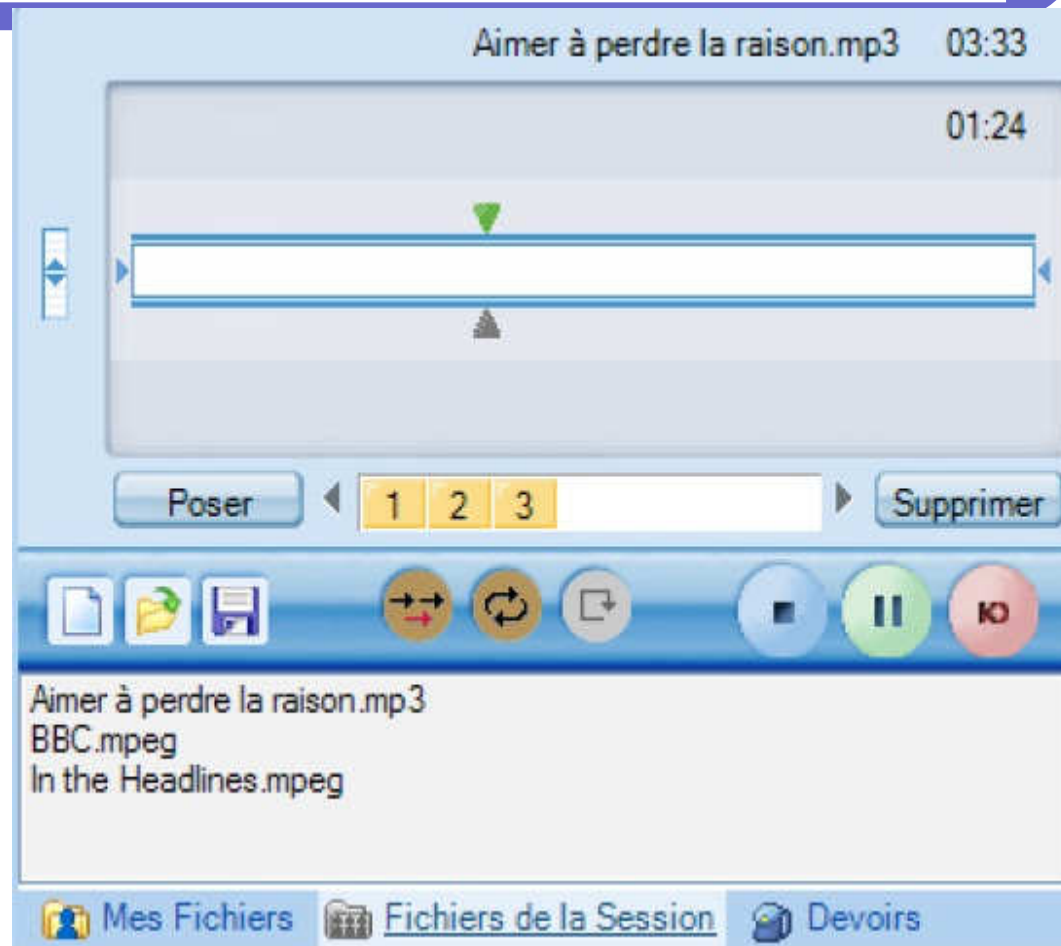 Aimer à perdre la raison.mp3 03:33
01:24
Poser 1 2 3 Supprimer
Aimer à perdre la raison.mp3
BBC.mpeg
In the Headlines.mpeg
Mes Fichiers Fichiers de la Session Devoirs